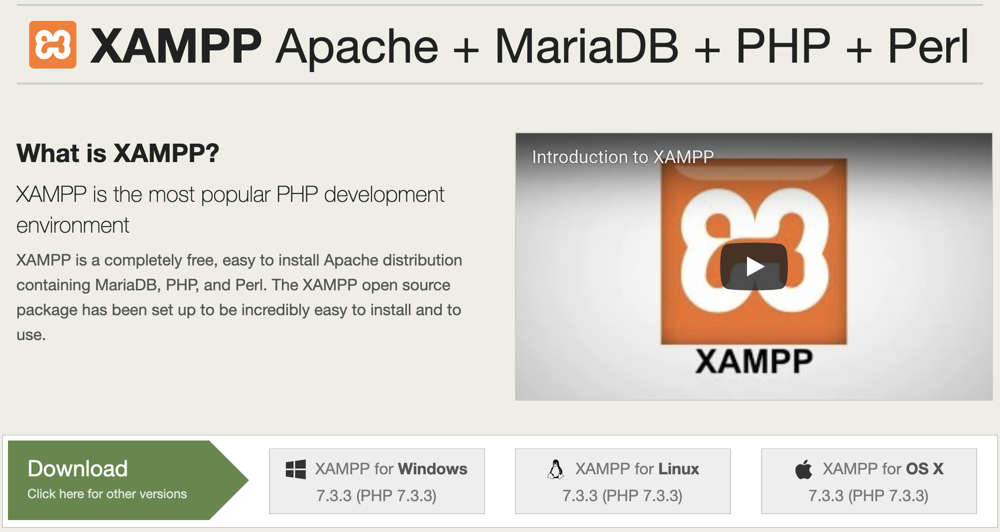 XAMPP Apache + MariaDB + PHP + Perl
What is XAMPP?
XAMPP is the most popular PHP development
environment
XAMPP is a completely free, easy to install Apache distribution
containing MariaDB, PHP, and Perl. The XAMPP open source
package has been set up to be incredibly easy to install and to
use.
Introduction to XAMPP
XAMPP
Download
Click here for other versions
XAMPP for Windows
7.3.3 (PHP 7.3.3)
XAMPP for Linux
7.3.3 (PHP 7.3.3)
XAMPP for OS X
7.3.3 (PHP 7.3.3)